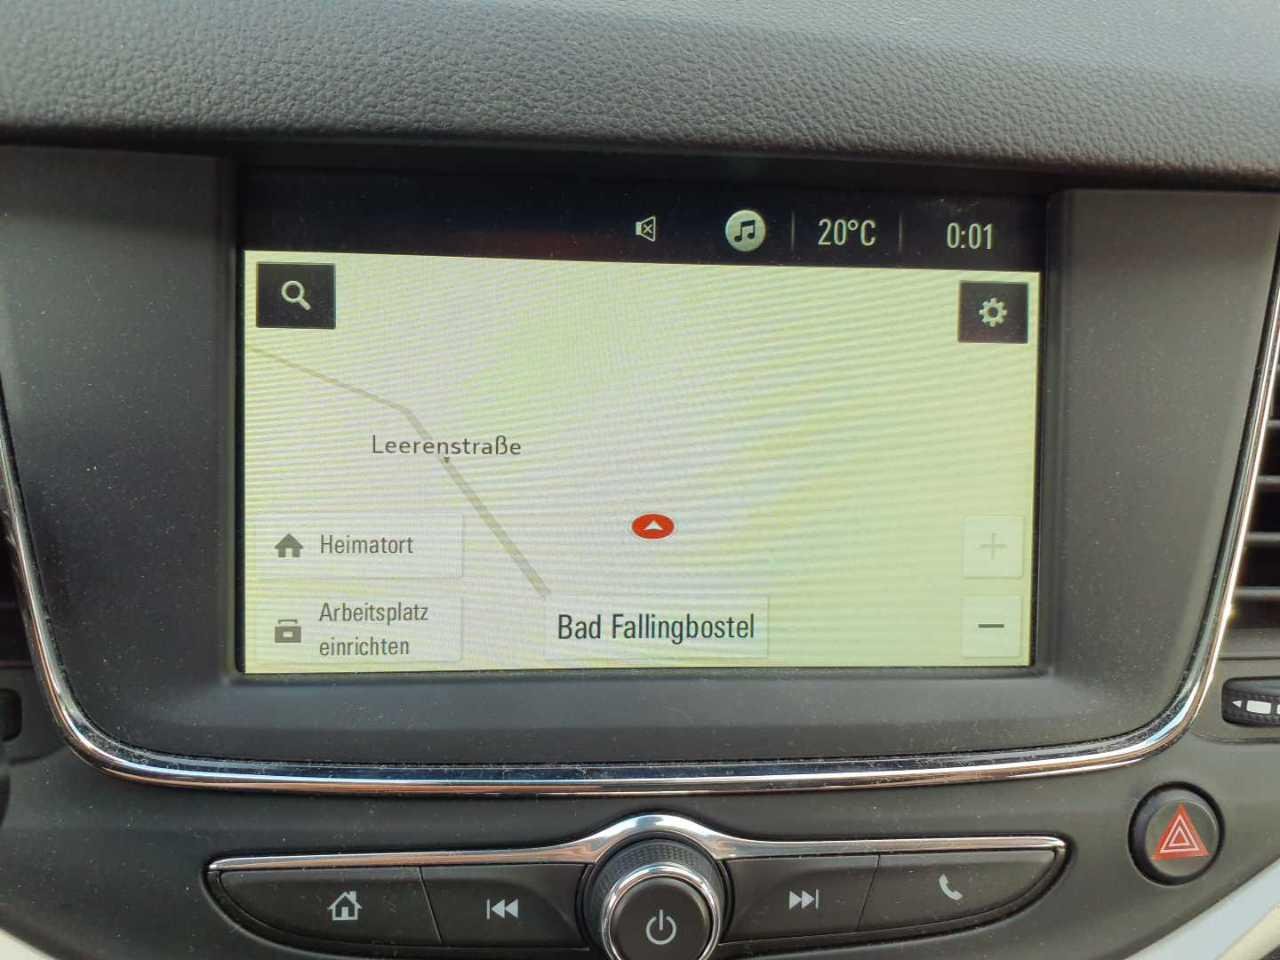 20°C
0:01
Leerenstraße
Heimatort
Arbeitsplatz
einrichten
Bad Fallingbostel